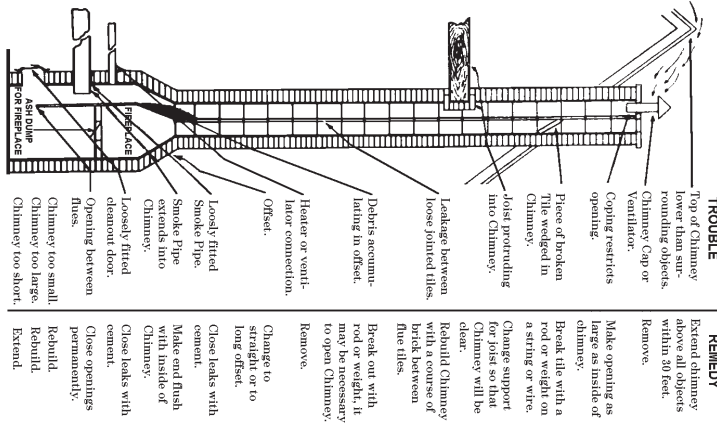 TROUBLE
Top of Chimney
lower than sur-
rounding objects.
Chimney Cap or
Ventilator.
Coping restricts
opening.
Piece of broken
Tile wedged in
Chimney.
Joist protruding
into Chimney.
Leakage between
loose jointed tiles.
Debris accumu-
lating in offset.
Heater or venti-
lator connection.
Offset.
Loosly fitted
Smoke Pipe.
Smoke Pipe
extends into
Chimney.
Loosely fitted
cleanout door.
Opening between
flues.
Chimney too small.
Chimney too large.
Chimney too short.
REMEDY
Extend chimney
above all objects
within 30 feet.
Remove.
Make opening as
large as inside of
chimney.
Break tile with a
rod or weight on
a string or wire.
Change support
for joist so that
Chimney will be
clear.
Rebuild Chimney
with a course of
brick between
flue tiles.
Break out with
rod or weight, it
may be necessary
to open Chimney.
Remove.
Change to
straight or to
long offset.
Close leaks with
cement.
Make end flush
with inside of
Chimney.
Close leaks with
cement.
Close openings
permanently.
Rebuild.
Rebuild.
Extend.
FIREPLACE
ASH DUMP
FOR FIREPLACE